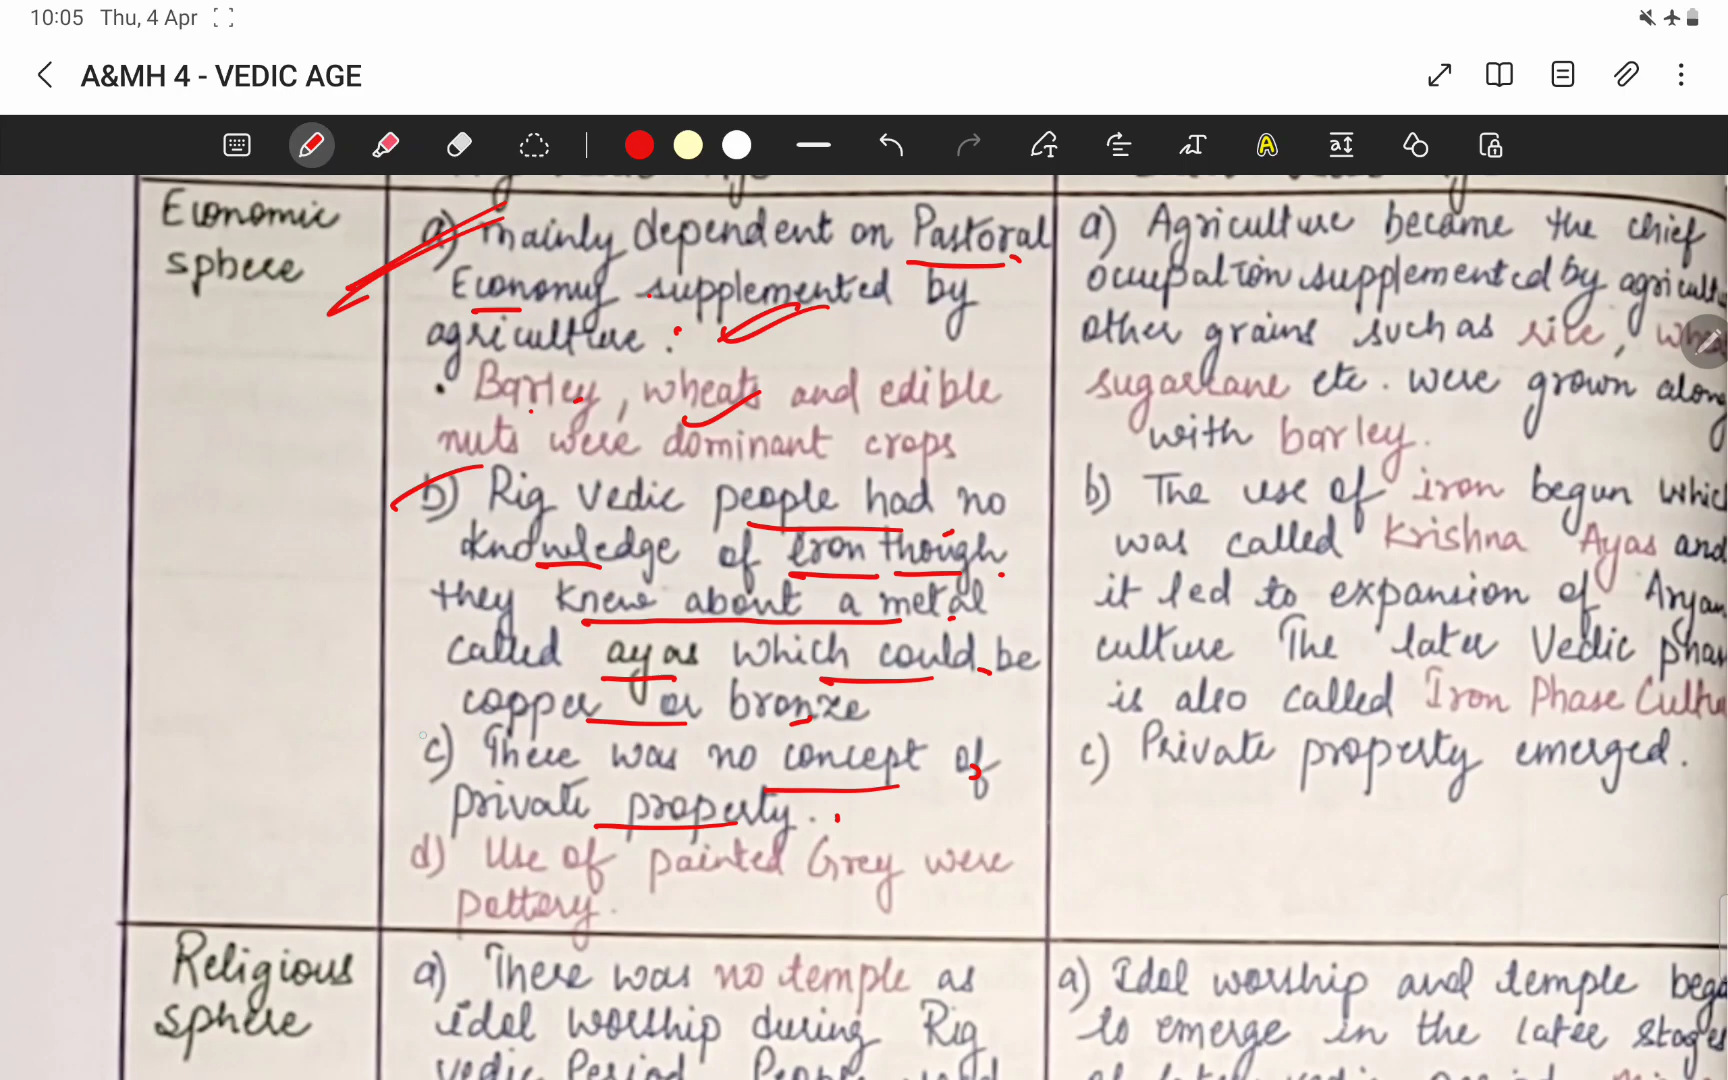 10:05 Thu, 4 Apr
A&MH 4 - VEDIC AGE
Economic
sphere
a) mainly dependent on Pastoral
Economy supplemented by
agriculture.
• Barley, wheats and edible
nuts were dominant crops
b) Rig Vedic people had no
knowledge of Iron though
they knew about a metal
called ayas which could be
copper or bronze
c) There was no concept of
private property.
d) Use of painted Grey were
pottery.
a) Agriculture became the chief
occupation supplemented by
other grains such as rice,
sugarcane etc. were grown along
with barley.
b) The use of iron begun
was called Krishna Ayas and
it led to expansion of Aryan
culture The later Vedic
is also called Iron Phase
c) Private property emerged.
Religious
sphere
a) There was no temple as
idol worship during Rig
vedic Period. People
a) Idol worship and temple
to emerge in the later stages